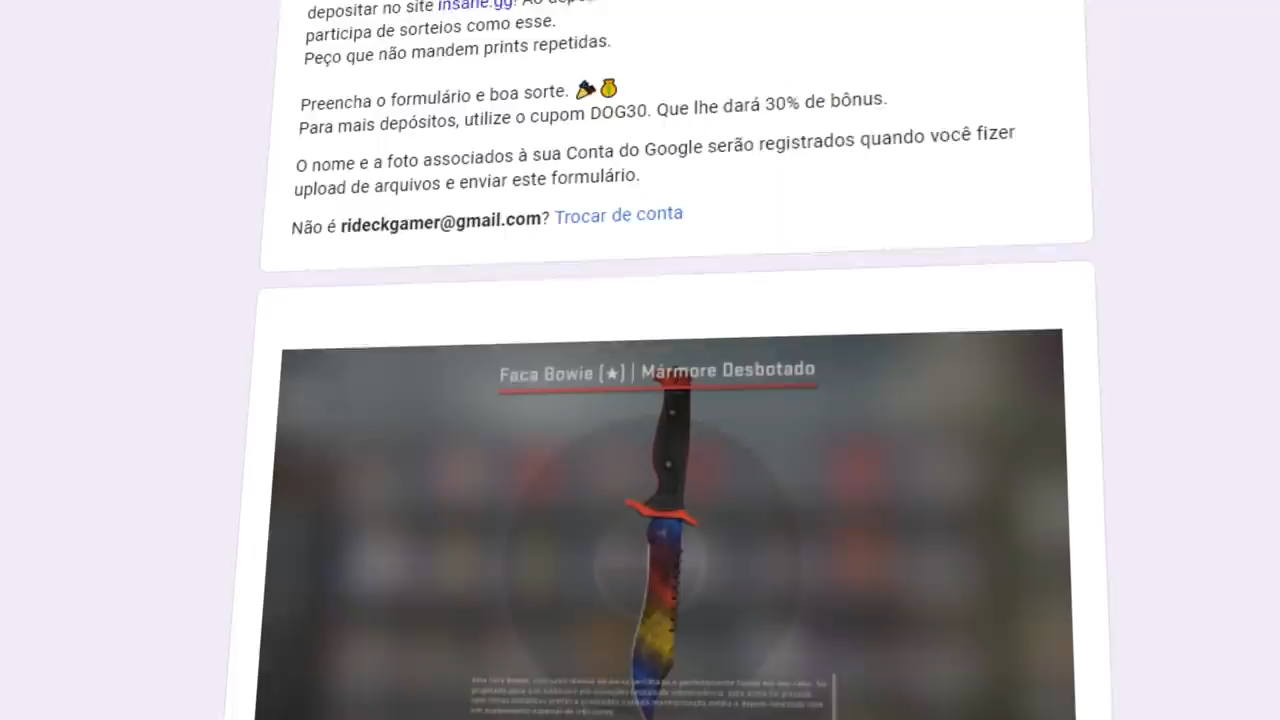 depositar no site insane.gg! Ao
participa de sorteios como esse.
Peço que não mandem prints repetidas.
Preencha o formulário e boa sorte. 🎉💰
Para mais depósitos, utilize o cupom DOG30. Que lhe dará 30% de bônus.
O nome e a foto associados à sua Conta do Google serão registrados quando você fizer
upload de arquivos e enviar este formulário.
Não é rideckgamer@gmail.com? Trocar de conta
Faca Bowie (★) | Mármore Desbotado